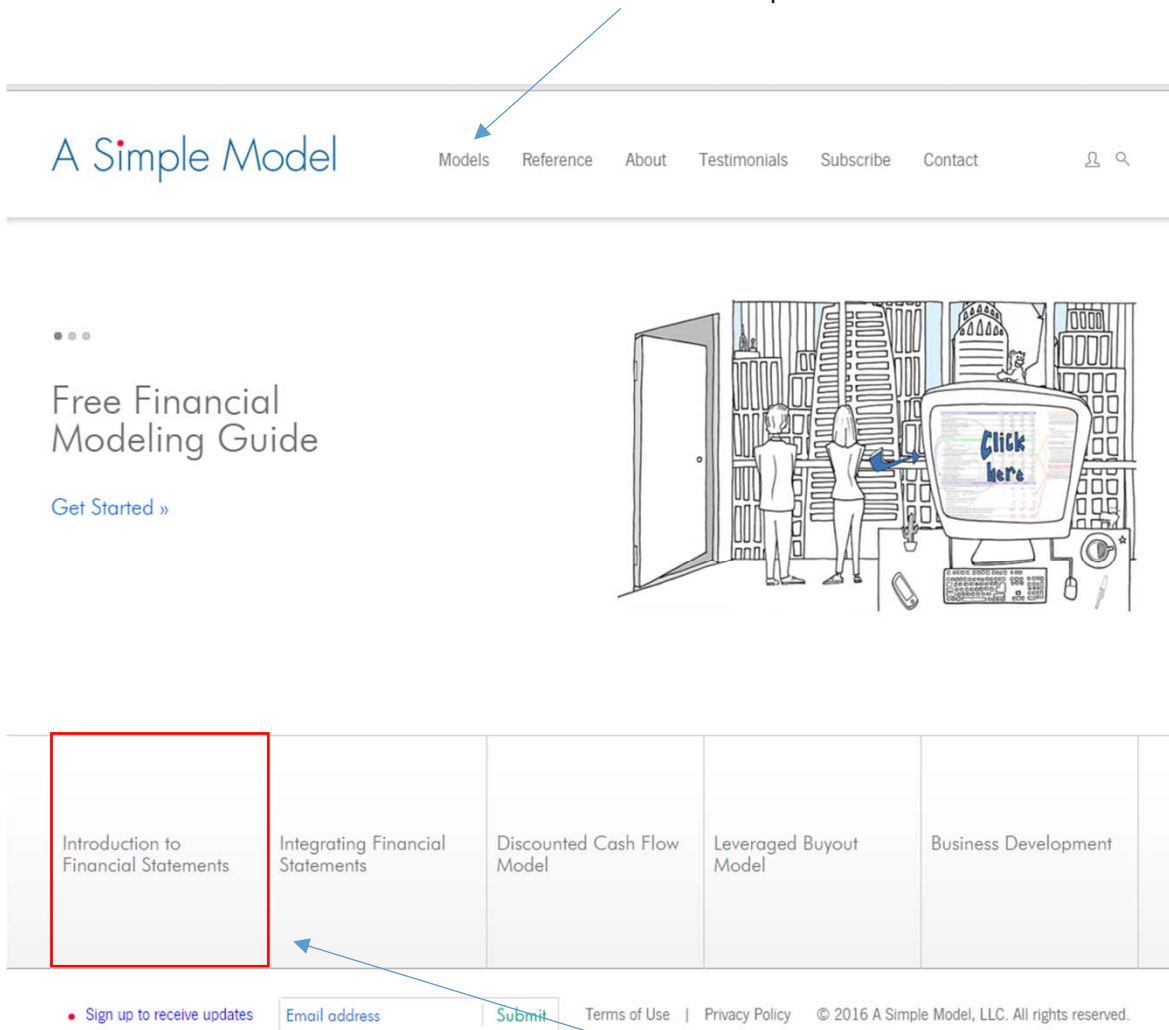 A Simple Model
Models Reference About Testimonials Subscribe Contact
Free Financial
Modeling Guide
Get Started »
Click
here
Introduction to
Financial Statements
Integrating Financial
Statements
Discounted Cash Flow
Model
Leveraged Buyout
Model
Business Development
Sign up to receive updates
Email address
Submit
Terms of Use | Privacy Policy © 2016 A Simple Model, LLC. All rights reserved.